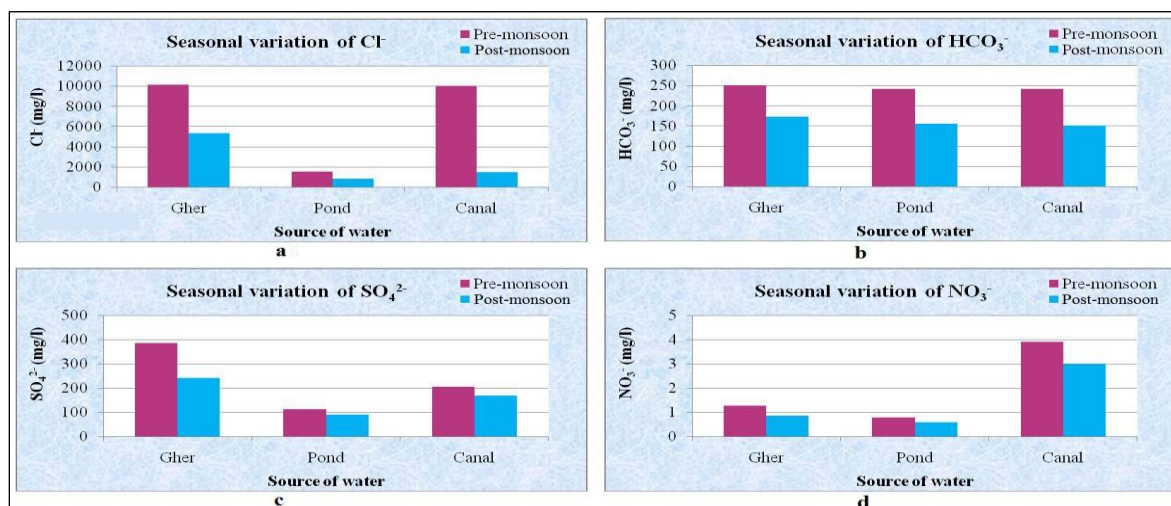 Seasonal variation of Cl⁻
Pre-monsoon
Post-monsoon
12000
10000
8000
6000
4000
2000
0
Cl⁻ (mg/l)
Gher Pond Canal
Source of water
a
Seasonal variation of HCO₃⁻
Pre-monsoon
Post-monsoon
300
250
200
150
100
50
0
HCO₃⁻ (mg/l)
Gher Pond Canal
Source of water
b
Seasonal variation of SO₄²⁻
Pre-monsoon
Post-monsoon
500
400
300
200
100
0
SO₄²⁻ (mg/l)
Gher Pond Canal
Source of water
c
Seasonal variation of NO₃⁻
Pre-monsoon
Post-monsoon
5
4
3
2
1
0
NO₃⁻ (mg/l)
Gher Pond Canal
Source of water
d